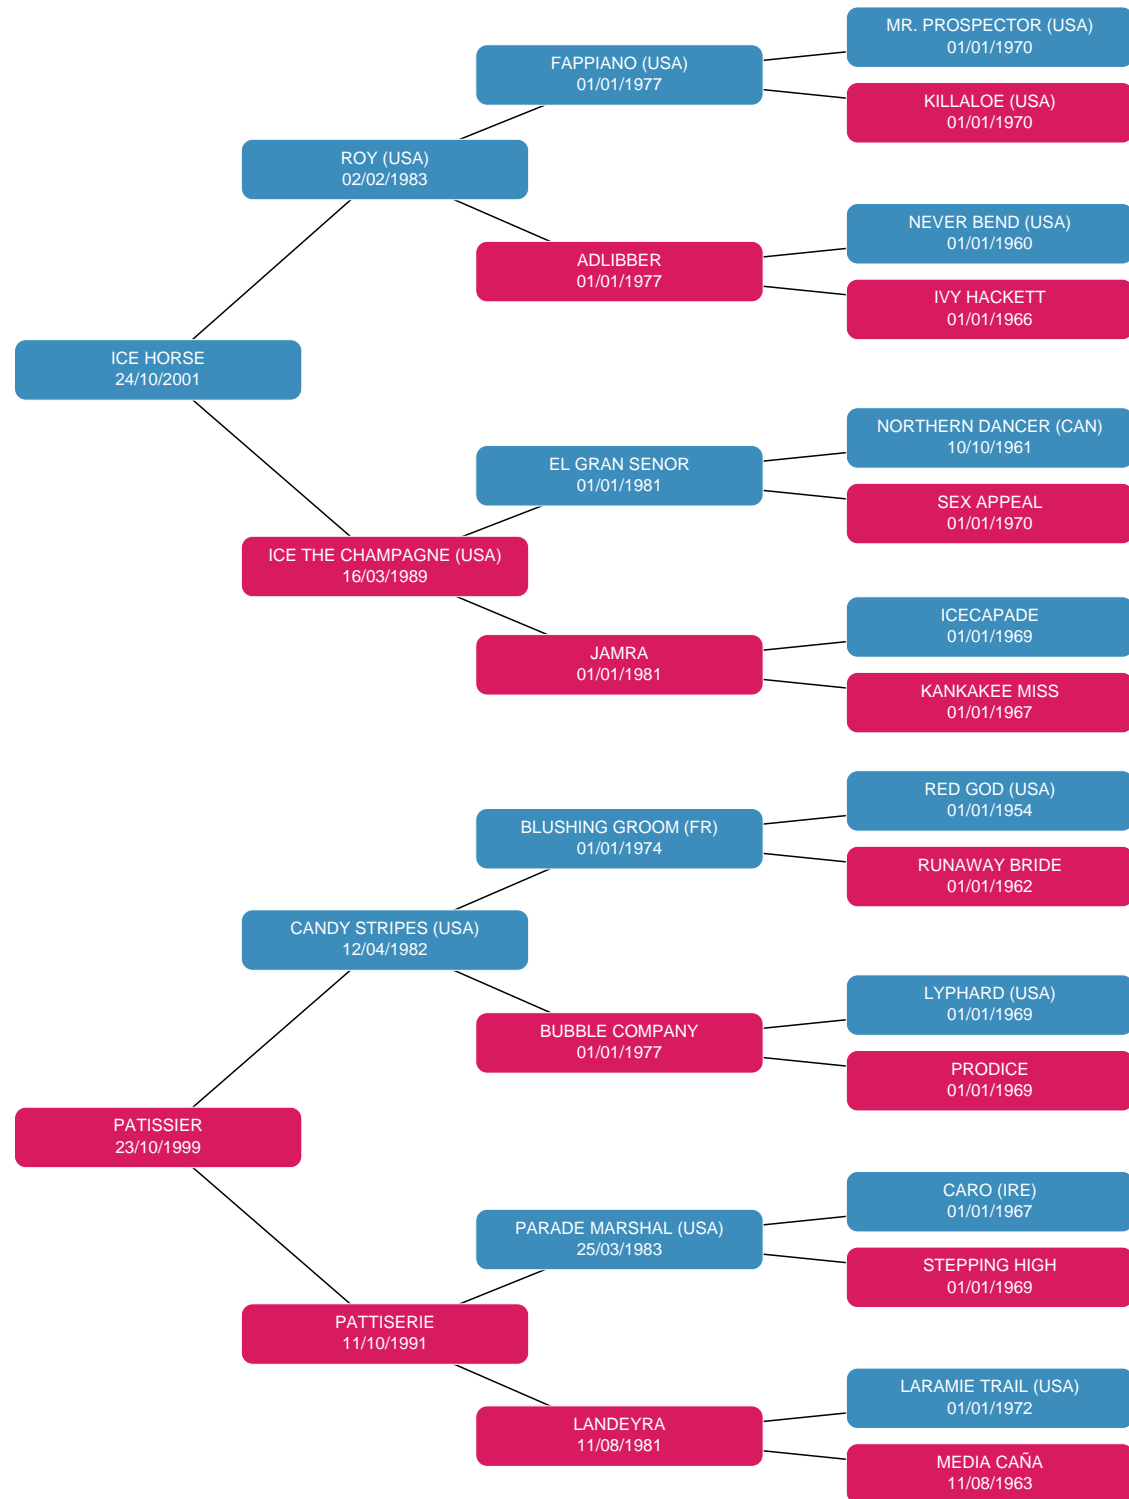 MR. PROSPECTOR (USA)
01/01/1970
FAPPIANO (USA)
01/01/1977
KILLALOE (USA)
01/01/1970
ROY (USA)
02/02/1983
NEVER BEND (USA)
01/01/1960
ADLIBBER
01/01/1977
IVY HACKETT
01/01/1966
ICE HORSE
24/10/2001
NORTHERN DANCER (CAN)
10/10/1961
EL GRAN SENOR
01/01/1981
SEX APPEAL
01/01/1970
ICE THE CHAMPAGNE (USA)
16/03/1989
ICECAPADE
01/01/1969
JAMRA
01/01/1981
KANKAKEE MISS
01/01/1967
RED GOD (USA)
01/01/1954
BLUSHING GROOM (FR)
01/01/1974
RUNAWAY BRIDE
01/01/1962
CANDY STRIPES (USA)
12/04/1982
LYPHARD (USA)
01/01/1969
BUBBLE COMPANY
01/01/1977
PRODICE
01/01/1969
PATISSIER
23/10/1999
CARO (IRE)
01/01/1967
PARADE MARSHAL (USA)
25/03/1983
STEPPING HIGH
01/01/1969
PATTISERIE
11/10/1991
LARAMIE TRAIL (USA)
01/01/1972
LANDEYRA
11/08/1981
MEDIA CAÑA
11/08/1963